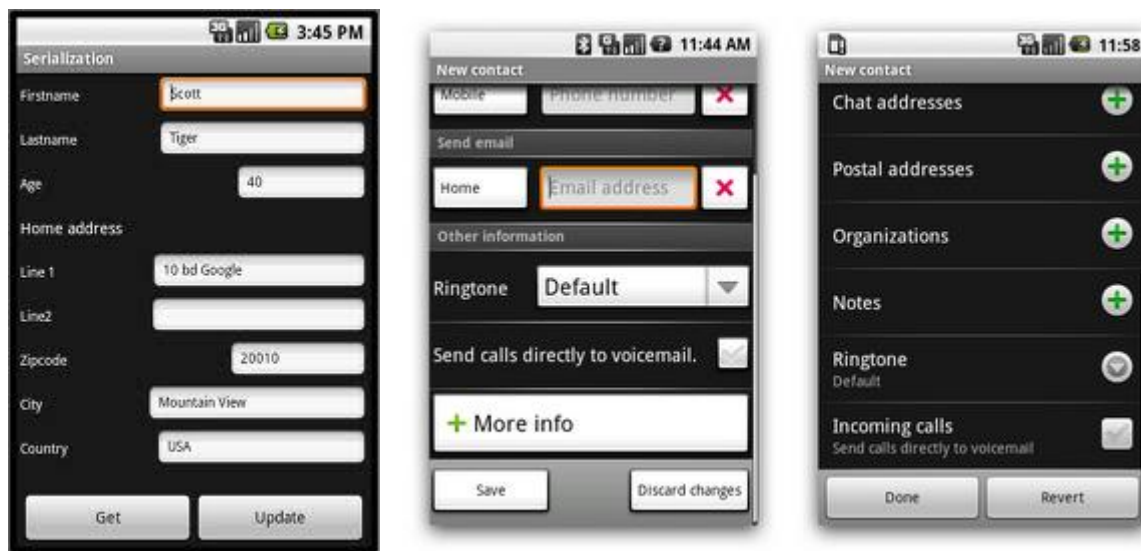 3G 3:45 PM
Serialization
Firstname Scott
Lastname Tiger
Age 40
Home address
Line 1 10 bd Google
Line2
Zipcode 20010
City Mountain View
Country USA
Get Update
G 11:44 AM
New contact
Mobile Phone number
Send email
Home Email address
Other information
Ringtone Default
Send calls directly to voicemail.
+ More info
Save Discard changes
3G 11:58
New contact
Chat addresses
Postal addresses
Organizations
Notes
Ringtone
Default
Incoming calls
Send calls directly to voicemail
Done Revert